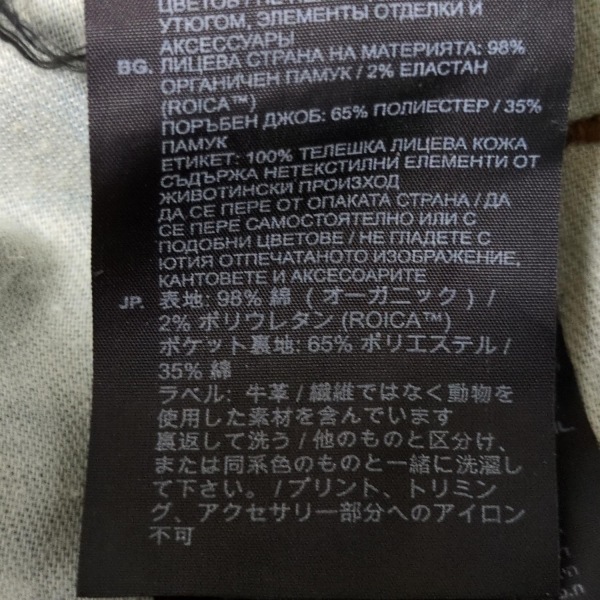 ЦВЕТОВ / НЕ
УТЮГОМ, ЭЛЕМЕНТЫ ОТДЕЛКИ И
АКСЕССУАРЫ
BG. ЛИЦЕВА СТРАНА НА МАТЕРИЯТА: 98%
ОРГАНИЧЕН ПАМУК / 2% ЕЛАСТАН
(ROICA™)
ПОРЪБЕН ДЖОБ: 65% ПОЛИЕСТЕР / 35%
ПАМУК
ЕТИКЕТ: 100% ТЕЛЕШКА ЛИЦЕВА КОЖА
СЪДЪРЖА НЕТЕКСТИЛНИ ЕЛЕМЕНТИ ОТ
ЖИВОТИНСКИ ПРОИЗХОД
ДА СЕ ПЕРЕ ОТ ОПАКАТА СТРАНА / ДА
СЕ ПЕРЕ САМОСТОЯТЕЛНО ИЛИ С
ПОДОБНИ ЦВЕТОВЕ / НЕ ГЛАДЕТЕ С
ЮТИЯ ОТПЕЧАТАНОТО ИЗОБРАЖЕНИЕ,
КАНТОВЕТЕ И АКСЕСОАРИТЕ
JP. 表地: 98% 綿 (オーガニック) /
2% ポリウレタン (ROICA™)
ポケット裏地: 65% ポリエステル /
35% 綿
ラベル: 牛革 / 繊維ではなく動物を
使用した素材を含んでいます
裏返して洗う / 他のものと区分け、
または同系色のものと一緒に洗濯し
て下さい。 / プリント、トリミン
グ、アクセサリー部分へのアイロン
不可